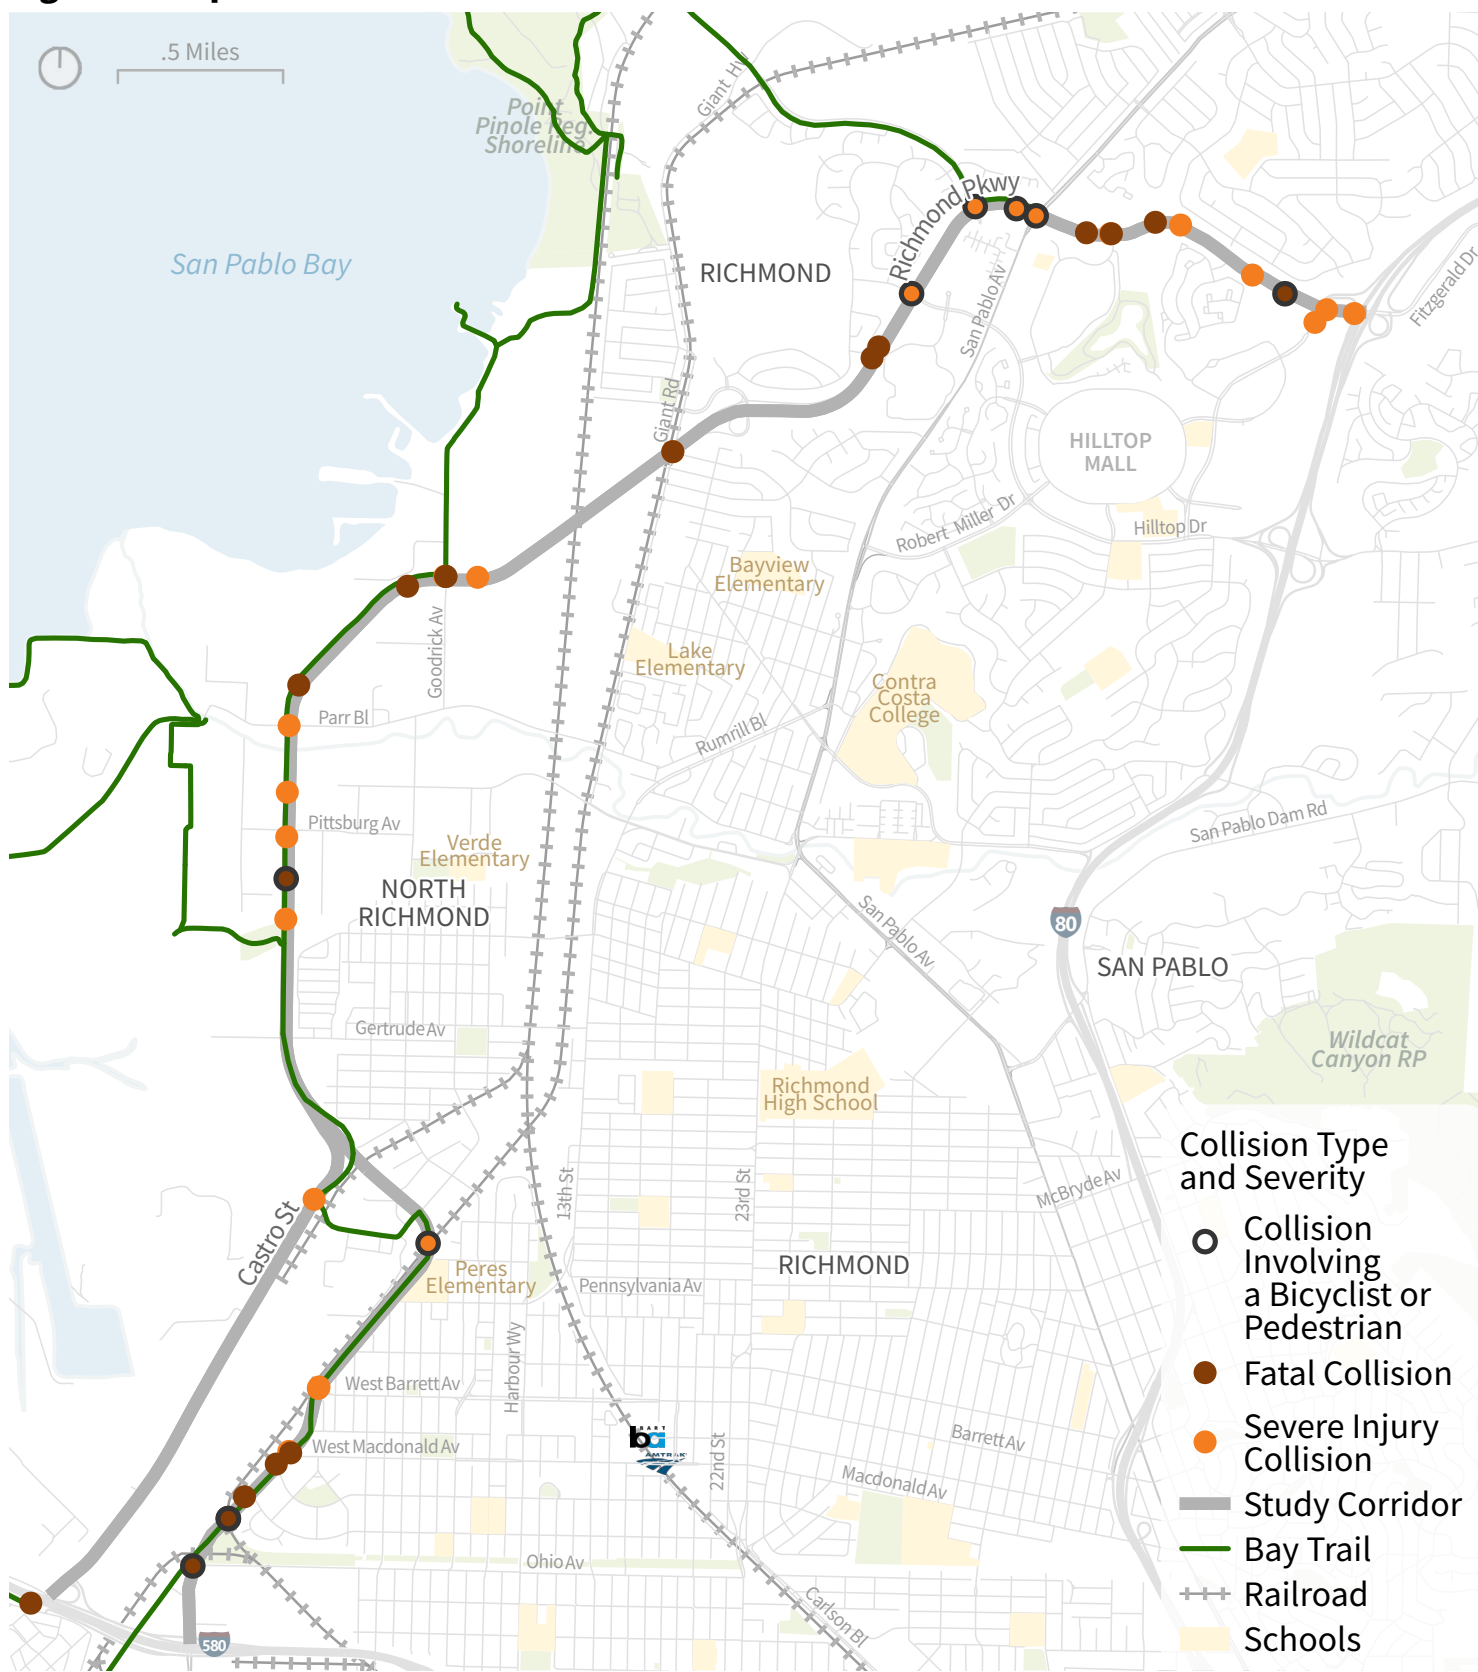 .5 Miles
Point
Pinole Reg.
Shoreline
Giant Hy
Richmond Pkwy
San Pablo Bay
RICHMOND
San Pablo Av
Fitzgerald Dr
Giant Rd
HILLTOP
MALL
Robert Miller Dr
Hilltop Dr
Bayview
Elementary
Goodrick Av
Lake
Elementary
Contra
Costa
College
Parr Bl
Rumrill Bl
Pittsburg Av
San Pablo Dam Rd
Verde
Elementary
NORTH
RICHMOND
San Pablo Av
80
SAN PABLO
Gertrude Av
Wildcat
Canyon RP
Richmond
High School
13th St
23rd St
McBryde Av
Castro St
RICHMOND
Peres
Elementary
Pennsylvania Av
Harbour Wy
West Barrett Av
West Macdonald Av
BART
ba
AMTRAK
22nd St
Barrett Av
Macdonald Av
Ohio Av
Carlson Bl
580
Collision Type
and Severity
Collision
Involving
a Bicyclist or
Pedestrian
Fatal Collision
Severe Injury
Collision
Study Corridor
Bay Trail
Railroad
Schools